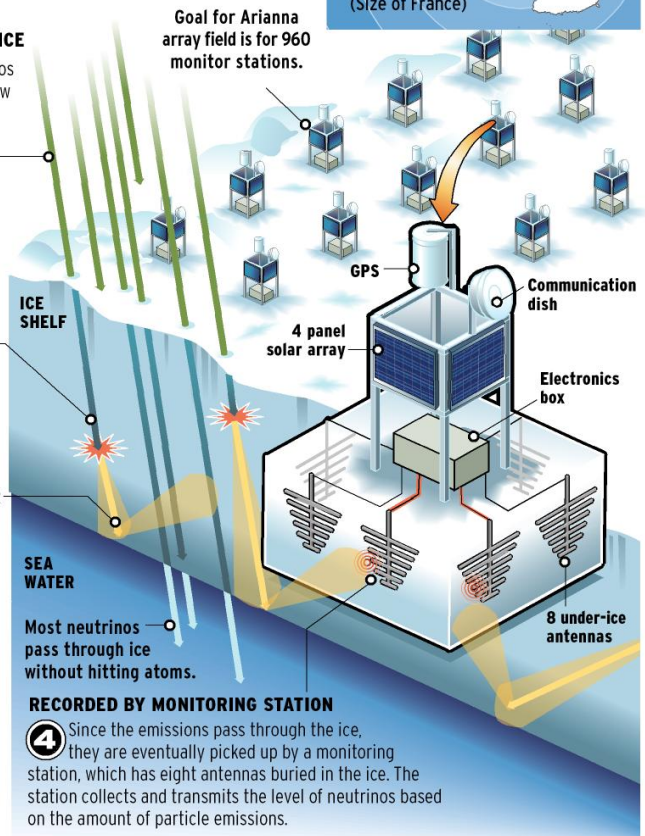 (Size of France)
ICE
OS
W
Goal for Arianna
array field is for 960
monitor stations.
GPS
Communication
dish
ICE
SHELF
4 panel
solar array
Electronics
box
SEA
WATER
8 under-ice
antennas
Most neutrinos
pass through ice
without hitting atoms.
RECORDED BY MONITORING STATION
4 Since the emissions pass through the ice,
they are eventually picked up by a monitoring
station, which has eight antennas buried in the ice. The
station collects and transmits the level of neutrinos based
on the amount of particle emissions.